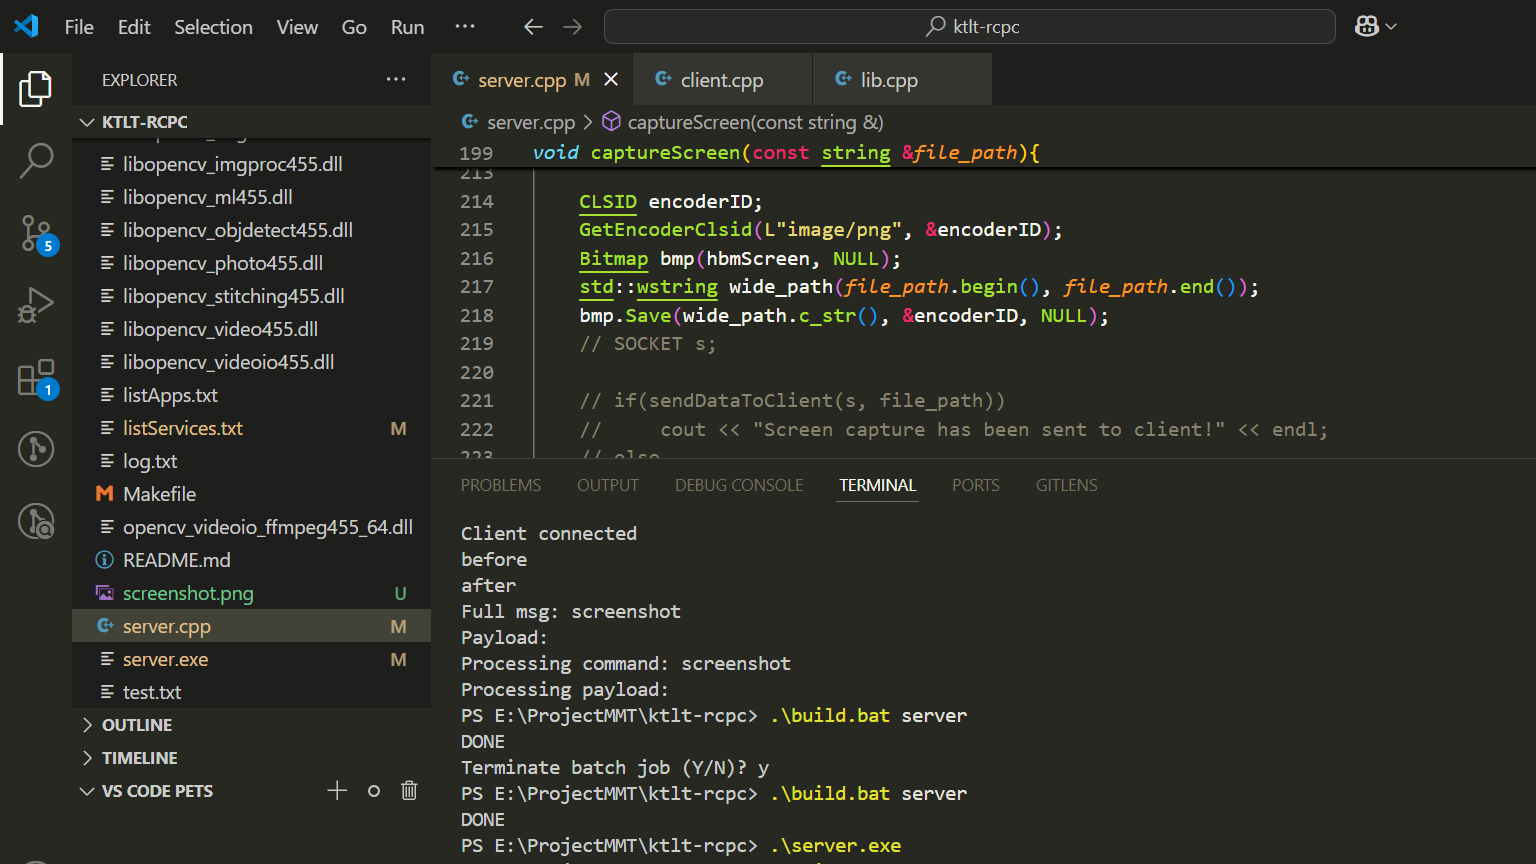 File Edit Selection View Go Run ··· ktlt-rcpc
EXPLORER ···
KTLT-RCPC
libopencv_imgproc455.dll
libopencv_ml455.dll
libopencv_objdetect455.dll
libopencv_photo455.dll
libopencv_stitching455.dll
libopencv_video455.dll
libopencv_videoio455.dll
listApps.txt
listServices.txt M
log.txt
Makefile
opencv_videoio_ffmpeg455_64.dll
README.md
screenshot.png U
server.cpp M
server.exe M
test.txt
OUTLINE
TIMELINE
VS CODE PETS
5
1
server.cpp M client.cpp lib.cpp
server.cpp > captureScreen(const string &)
199 void captureScreen(const string &file_path){
213
214 CLSID encoderID;
215 GetEncoderClsid(L"image/png", &encoderID);
216 Bitmap bmp(hbmScreen, NULL);
217 std::wstring wide_path(file_path.begin(), file_path.end());
218 bmp.Save(wide_path.c_str(), &encoderID, NULL);
219 // SOCKET s;
220
221 // if(sendDataToClient(s, file_path))
222 //     cout << "Screen capture has been sent to client!" << endl;
223 // else
PROBLEMS OUTPUT DEBUG CONSOLE TERMINAL PORTS GITLENS
Client connected
before
after
Full msg: screenshot
Payload:
Processing command: screenshot
Processing payload:
PS E:\ProjectMMT\ktlt-rcpc> .\build.bat server
DONE
Terminate batch job (Y/N)? y
PS E:\ProjectMMT\ktlt-rcpc> .\build.bat server
DONE
PS E:\ProjectMMT\ktlt-rcpc> .\server.exe